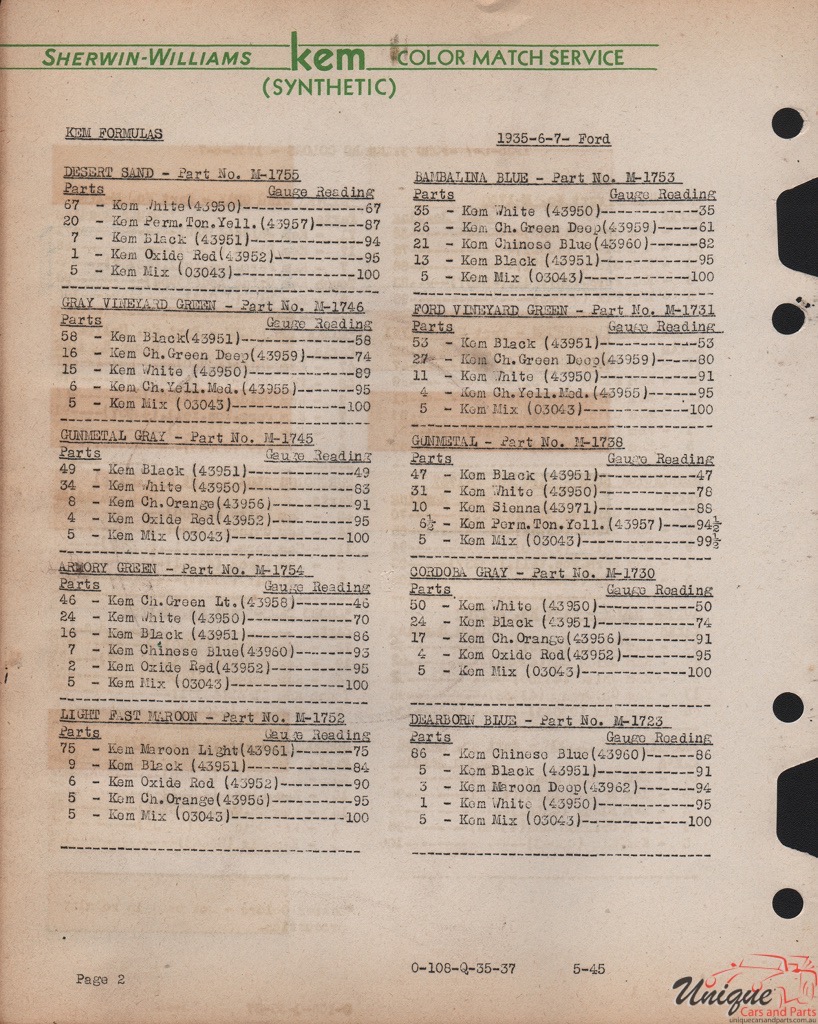 SHERWIN-WILLIAMS kem COLOR MATCH SERVICE
(SYNTHETIC)
KEM FORMULAS
1935-6-7- Ford
DESERT SAND - Part No. M-1755
Parts Gauge Reading
67 - Kem White(43950)----------------67
20 - Kem Perm.Ton.Yell.(43957)------87
7 - Kem Black (43951)---------------94
1 - Kem Oxide Red(43952)------------95
5 - Kem Mix (03043)-----------------100
GRAY VINEYARD GREEN - Part No. M-1746
Parts Gauge Reading
58 - Kem Black(43951)---------------58
16 - Kem Ch.Green Deep(43959)------74
15 - Kem White (43950)--------------89
6 - Kem Ch.Yell.Med.(43955)-------95
5 - Kem Mix (03043)----------------100
GUNMETAL GRAY - Part No. M-1745
Parts Gauge Reading
49 - Kem Black (43951)-------------49
34 - Kem White (43950)-------------83
8 - Kem Ch.Orange(43956)----------91
4 - Kem Oxide Red(43952)----------95
5 - Kem Mix (03043)---------------100
ARMORY GREEN - Part No. M-1754
Parts Gauge Reading
46 - Kem Ch.Green Lt.(43958)------46
24 - Kem White (43950)------------70
16 - Kem Black (43951)------------86
7 - Kem Chinese Blue(43960)------93
2 - Kem Oxide Red(43952)---------95
5 - Kem Mix (03043)---------------100
LIGHT FAST MAROON - Part No. M-1752
Parts Gauge Reading
75 - Kem Maroon Light(43961)------75
9 - Kem Black (43951)-------------84
6 - Kem Oxide Red (43952)--------90
5 - Kem Ch.Orange(43956)---------95
5 - Kem Mix (03043)---------------100
BAMBALINA BLUE - Part No. M-1753
Parts Gauge Reading
35 - Kem White (43950)------------35
26 - Kem Ch.Green Deep(43959)-----61
21 - Kem Chinese Blue(43960)------82
13 - Kem Black (43951)------------95
5 - Kem Mix (03043)--------------100
FORD VINEYARD GREEN - Part No. M-1731
Parts Gauge Reading
53 - Kem Black (43951)------------53
27 - Kem Ch.Green Deep(43959)-----80
11 - Kem White (43950)------------91
4 - Kem Ch.Yell.Med.(43955)------95
5 - Kem Mix (03043)--------------100
GUNMETAL - Part No. M-1738
Parts Gauge Reading
47 - Kem Black (43951)------------47
31 - Kem White (43950)------------78
10 - Kem Sienna (43971)-----------88
6½ - Kem Perm.Ton.Yell.(43957)----94½
5 - Kem Mix (03043)--------------99½
CORDOBA GRAY - Part No. M-1730
Parts Gauge Reading
50 - Kem White (43950)-----------50
24 - Kem Black (43951)-----------74
17 - Kem Ch.Orange(43956)--------91
4 - Kem Oxide Red(43952)--------95
5 - Kem Mix (03043)-------------100
DEARBORN BLUE - Part No. M-1723
Parts Gauge Reading
86 - Kem Chinese Blue(43960)-----86
5 - Kem Black (43951)-----------91
3 - Kem Maroon Deep(43962)------94
1 - Kem White (43950)-----------95
5 - Kem Mix (03043)-------------100
Page 2
0-108-Q-35-37 5-45
Unique
Cars and Parts
uniquecarsandparts.com.au